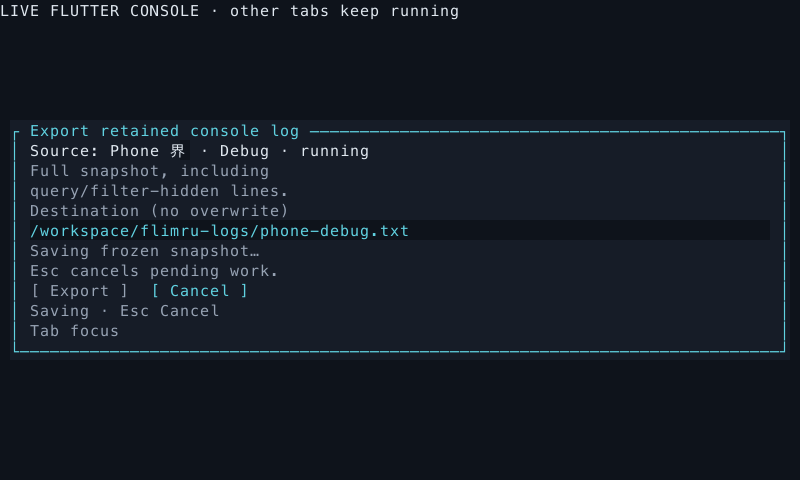 LIVE FLUTTER CONSOLE · other tabs keep running
Export retained console log
Source: Phone 界 · Debug · running
Full snapshot, including
query/filter-hidden lines.
Destination (no overwrite)
/workspace/flimru-logs/phone-debug.txt
Saving frozen snapshot…
Esc cancels pending work.
[ Export ]  [ Cancel ]
Saving · Esc Cancel
Tab focus